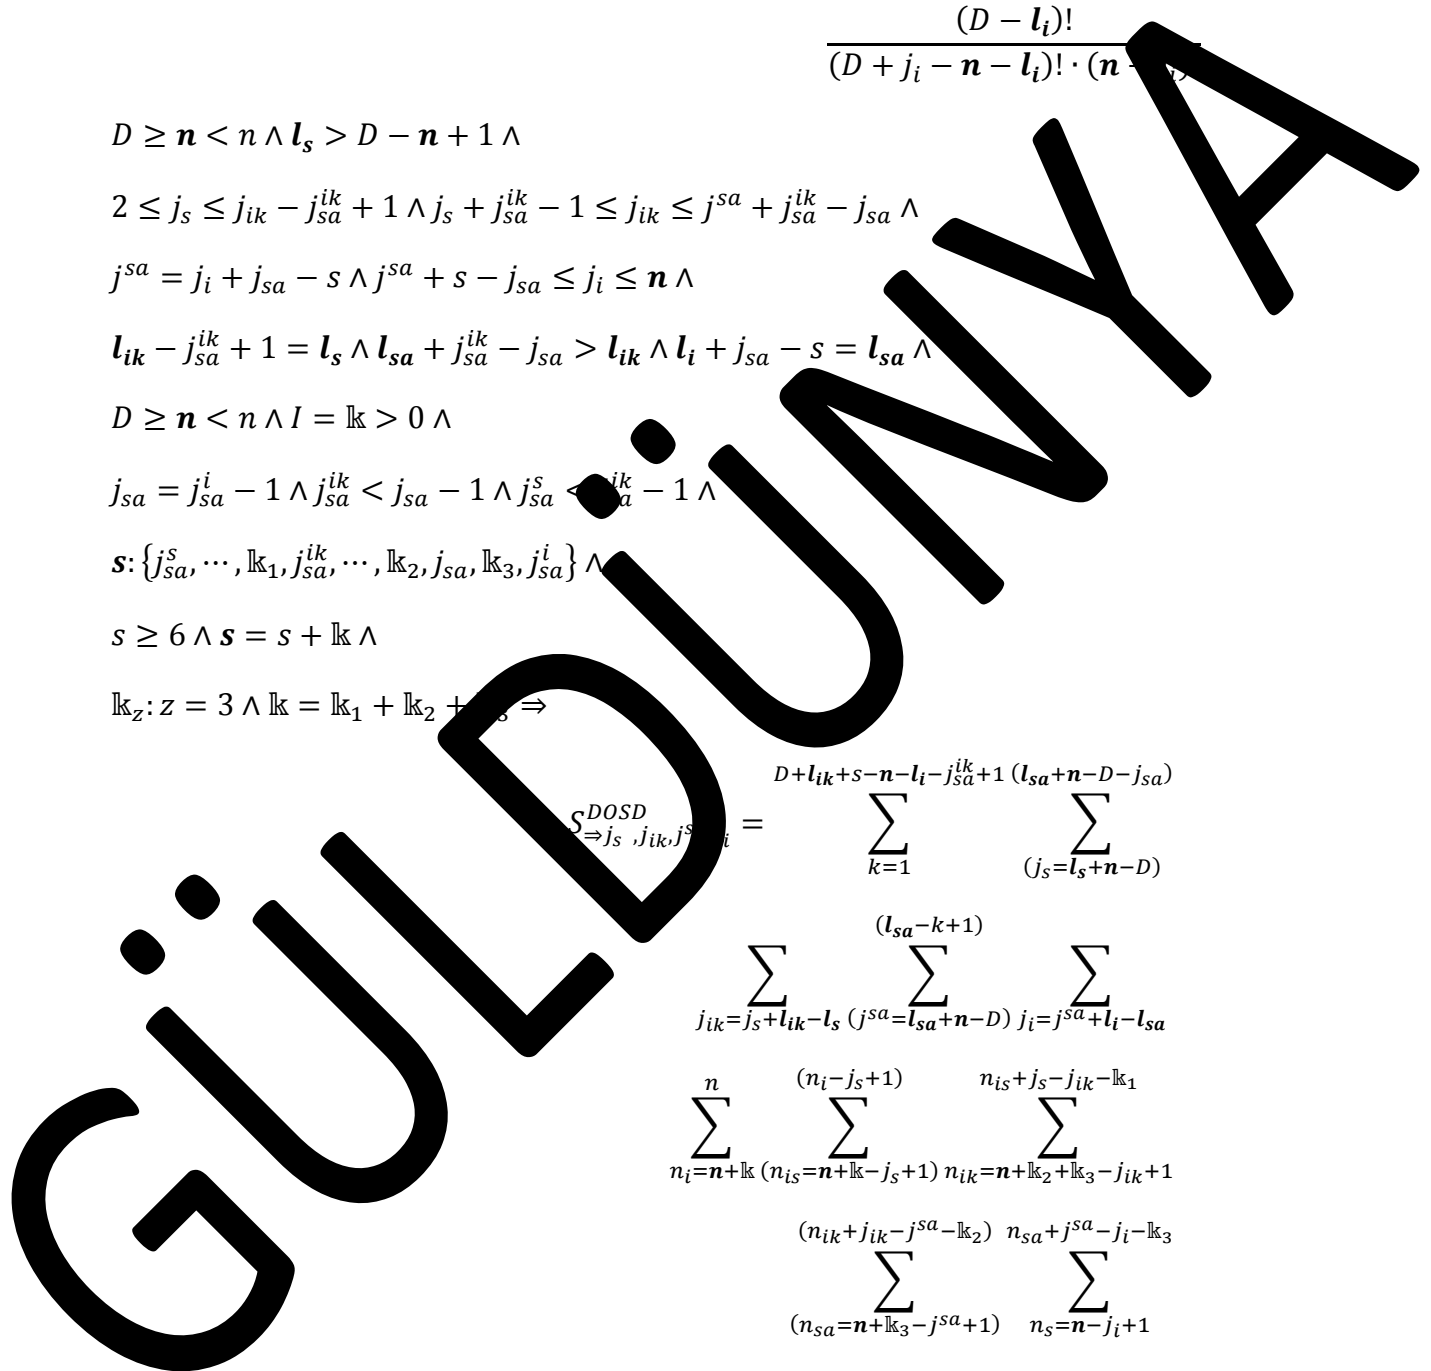 (D − l_i)!
(D + j_i − n − l_i)! · (n
D ≥ n < n ∧ l_s > D − n + 1 ∧
2 ≤ j_s ≤ j_ik − j_sa^ik + 1 ∧ j_s + j_sa^ik − 1 ≤ j_ik ≤ j^sa + j_sa^ik − j_sa ∧
j^sa = j_i + j_sa − s ∧ j^sa + s − j_sa ≤ j_i ≤ n ∧
l_ik − j_sa^ik + 1 = l_s ∧ l_sa + j_sa^ik − j_sa > l_ik ∧ l_i + j_sa − s = l_sa ∧
D ≥ n < n ∧ I = 𝕜 > 0 ∧
j_sa = j_sa^i − 1 ∧ j_sa^ik < j_sa − 1 ∧ j_sa^s < − 1 ∧
s: {j_sa^s, ⋯ , 𝕜_1, j_sa^ik, ⋯ , 𝕜_2, j_sa, 𝕜_3, j_sa^i} ∧
s ≥ 6 ∧ s = s + 𝕜 ∧
𝕜_z: z = 3 ∧ 𝕜 = 𝕜_1 + 𝕜_2 + ⇒
D+l_ik+s−n−l_i−j_sa^ik+1 (l_sa+n−D−j_sa)
S^DOSD_⇒j_s ,j_ik, = ∑ ∑
k=1 (j_s=l_s+n−D)
(l_sa−k+1)
∑ ∑ ∑
j_ik=j_s+l_ik−l_s (j^sa=l_sa+n−D) j_i=j^sa+l_i−l_sa
n (n_i−j_s+1) n_is+j_s−j_ik−𝕜_1
∑ ∑ ∑
n_i=n+𝕜 (n_is=n+𝕜−j_s+1) n_ik=n+𝕜_2+𝕜_3−j_ik+1
(n_ik+j_ik−j^sa−𝕜_2) n_sa+j^sa−j_i−𝕜_3
∑ ∑
(n_sa=n+𝕜_3−j^sa+1) n_s=n−j_i+1
GÜLDÜNYA